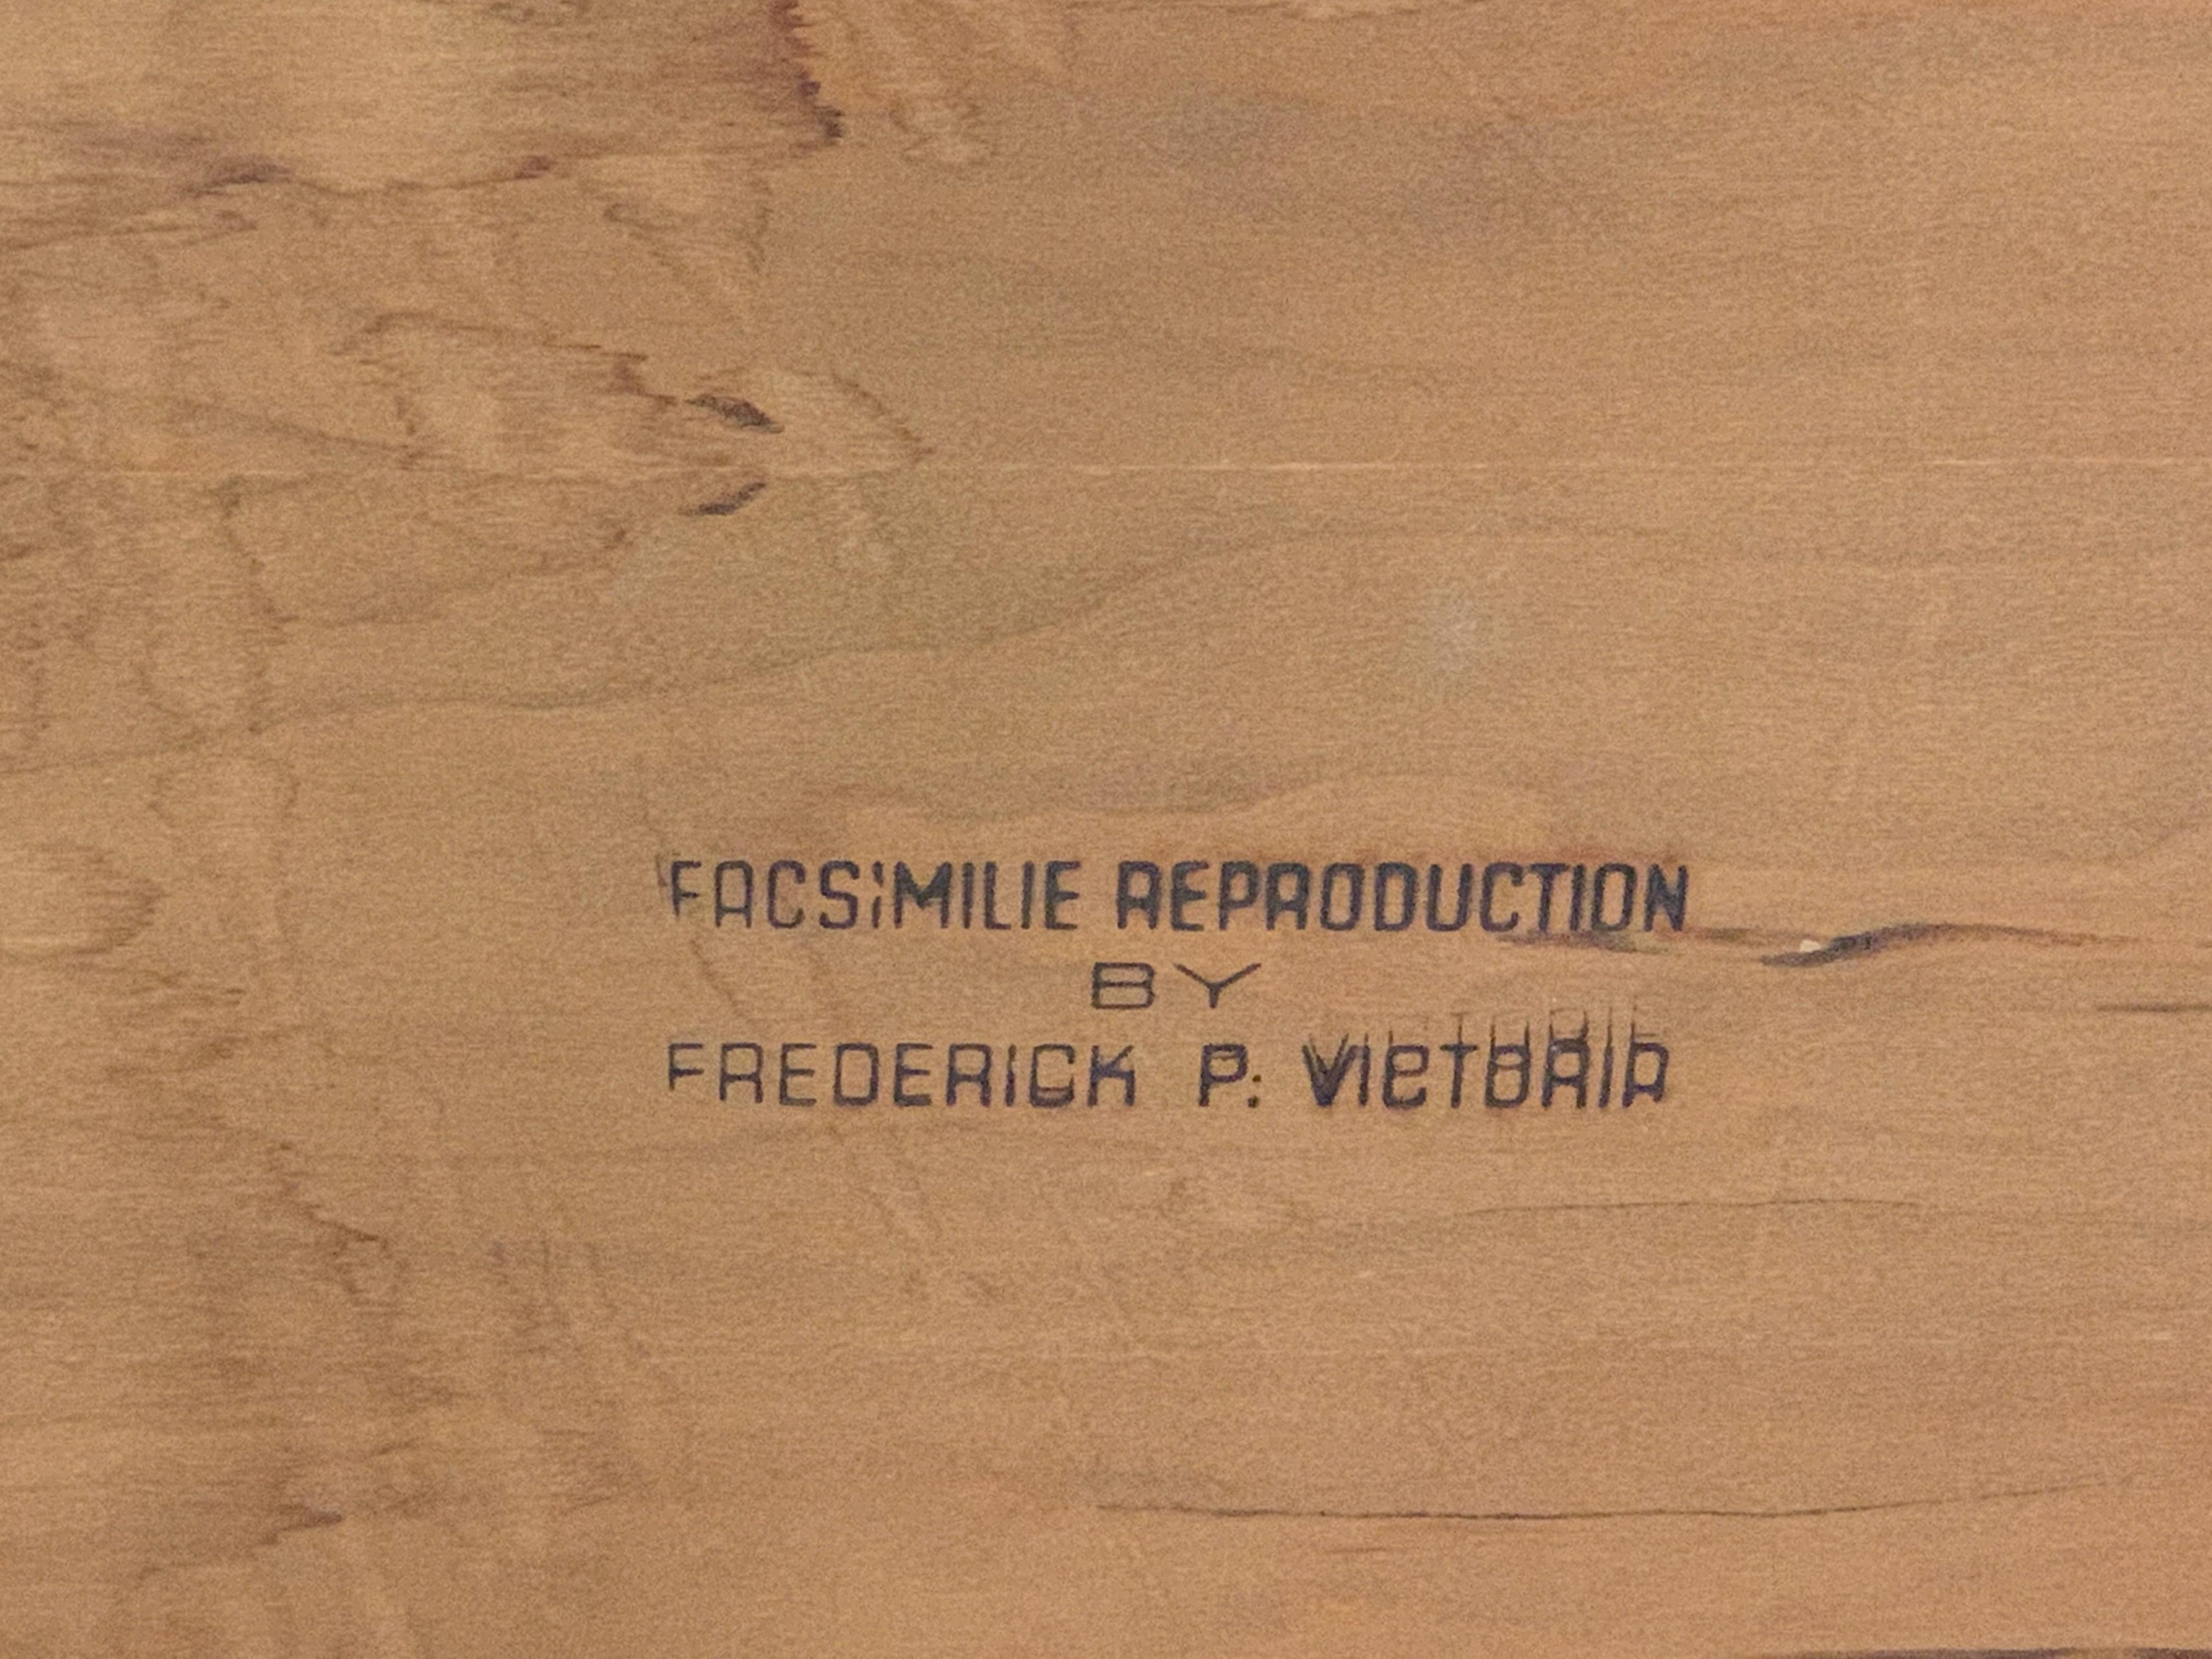 FACSIMILIE REPRODUCTION
BY
FREDERICK P. VICTORIA